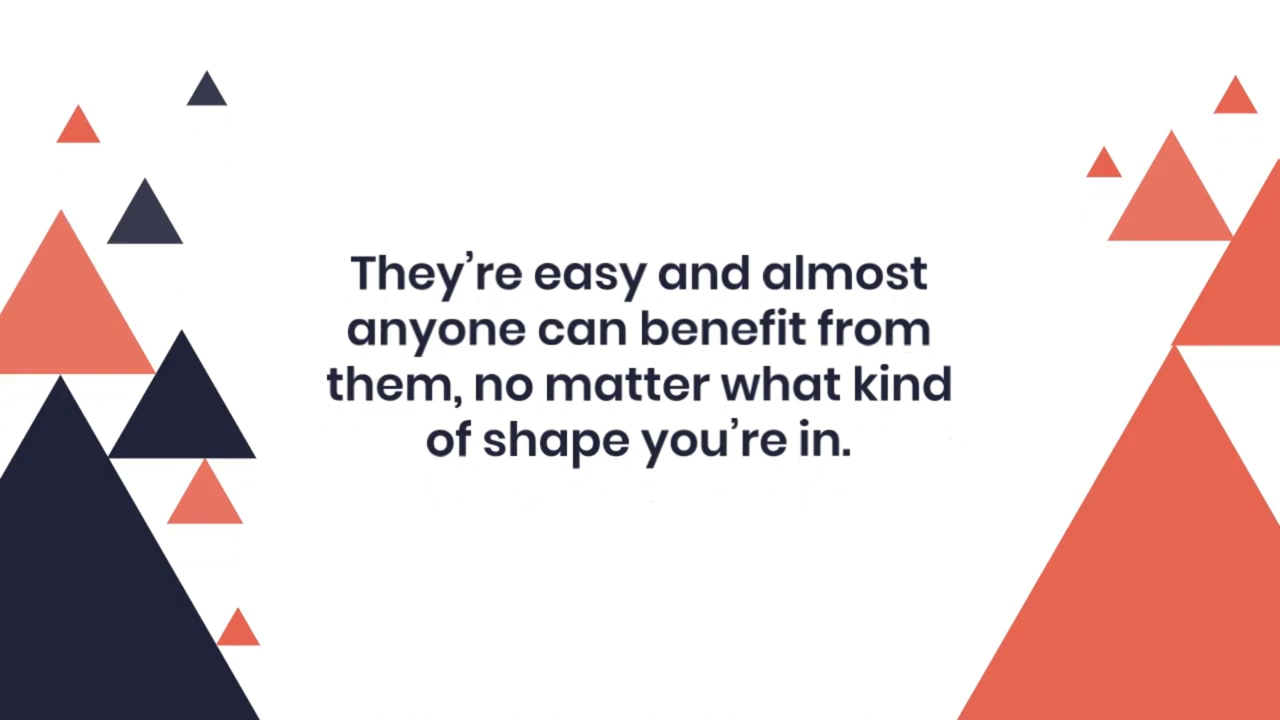 They’re easy and almost
anyone can benefit from
them, no matter what kind
of shape you’re in.